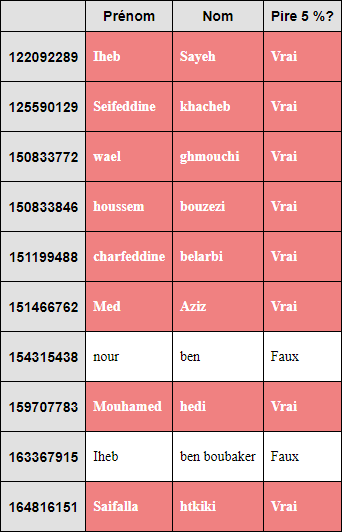 Prénom Nom Pire 5 %?
122092289 Iheb Sayeh Vrai
125590129 Seifeddine khacheb Vrai
150833772 wael ghmouchi Vrai
150833846 houssem bouzezi Vrai
151199488 charfeddine belarbi Vrai
151466762 Med Aziz Vrai
154315438 nour ben Faux
159707783 Mouhamed hedi Vrai
163367915 Iheb ben boubaker Faux
164816151 Saifalla htkiki Vrai